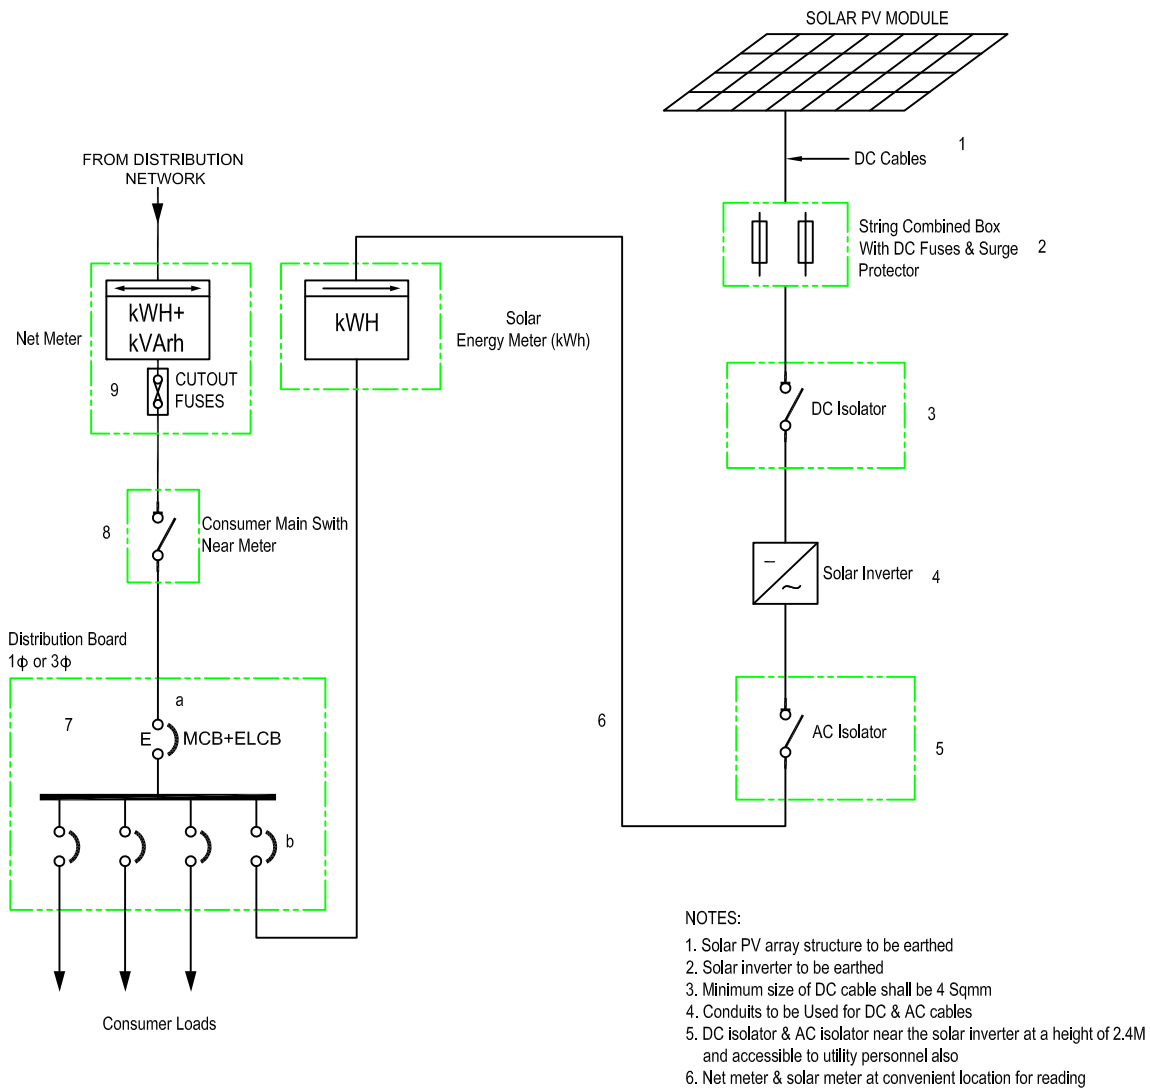 SOLAR PV MODULE
1
DC Cables
FROM DISTRIBUTION
NETWORK
String Combined Box
With DC Fuses & Surge
Protector
2
kWH+
kVArh
Net Meter
9
CUTOUT
FUSES
kWH
Solar
Energy Meter (kWh)
DC Isolator
3
8
Consumer Main Swith
Near Meter
Solar Inverter
4
Distribution Board
1ϕ or 3ϕ
7
a
E
MCB+ELCB
b
6
AC Isolator
5
Consumer Loads
NOTES:
1. Solar PV array structure to be earthed
2. Solar inverter to be earthed
3. Minimum size of DC cable shall be 4 Sqmm
4. Conduits to be Used for DC & AC cables
5. DC isolator & AC isolator near the solar inverter at a height of 2.4M
and accessible to utility personnel also
6. Net meter & solar meter at convenient location for reading